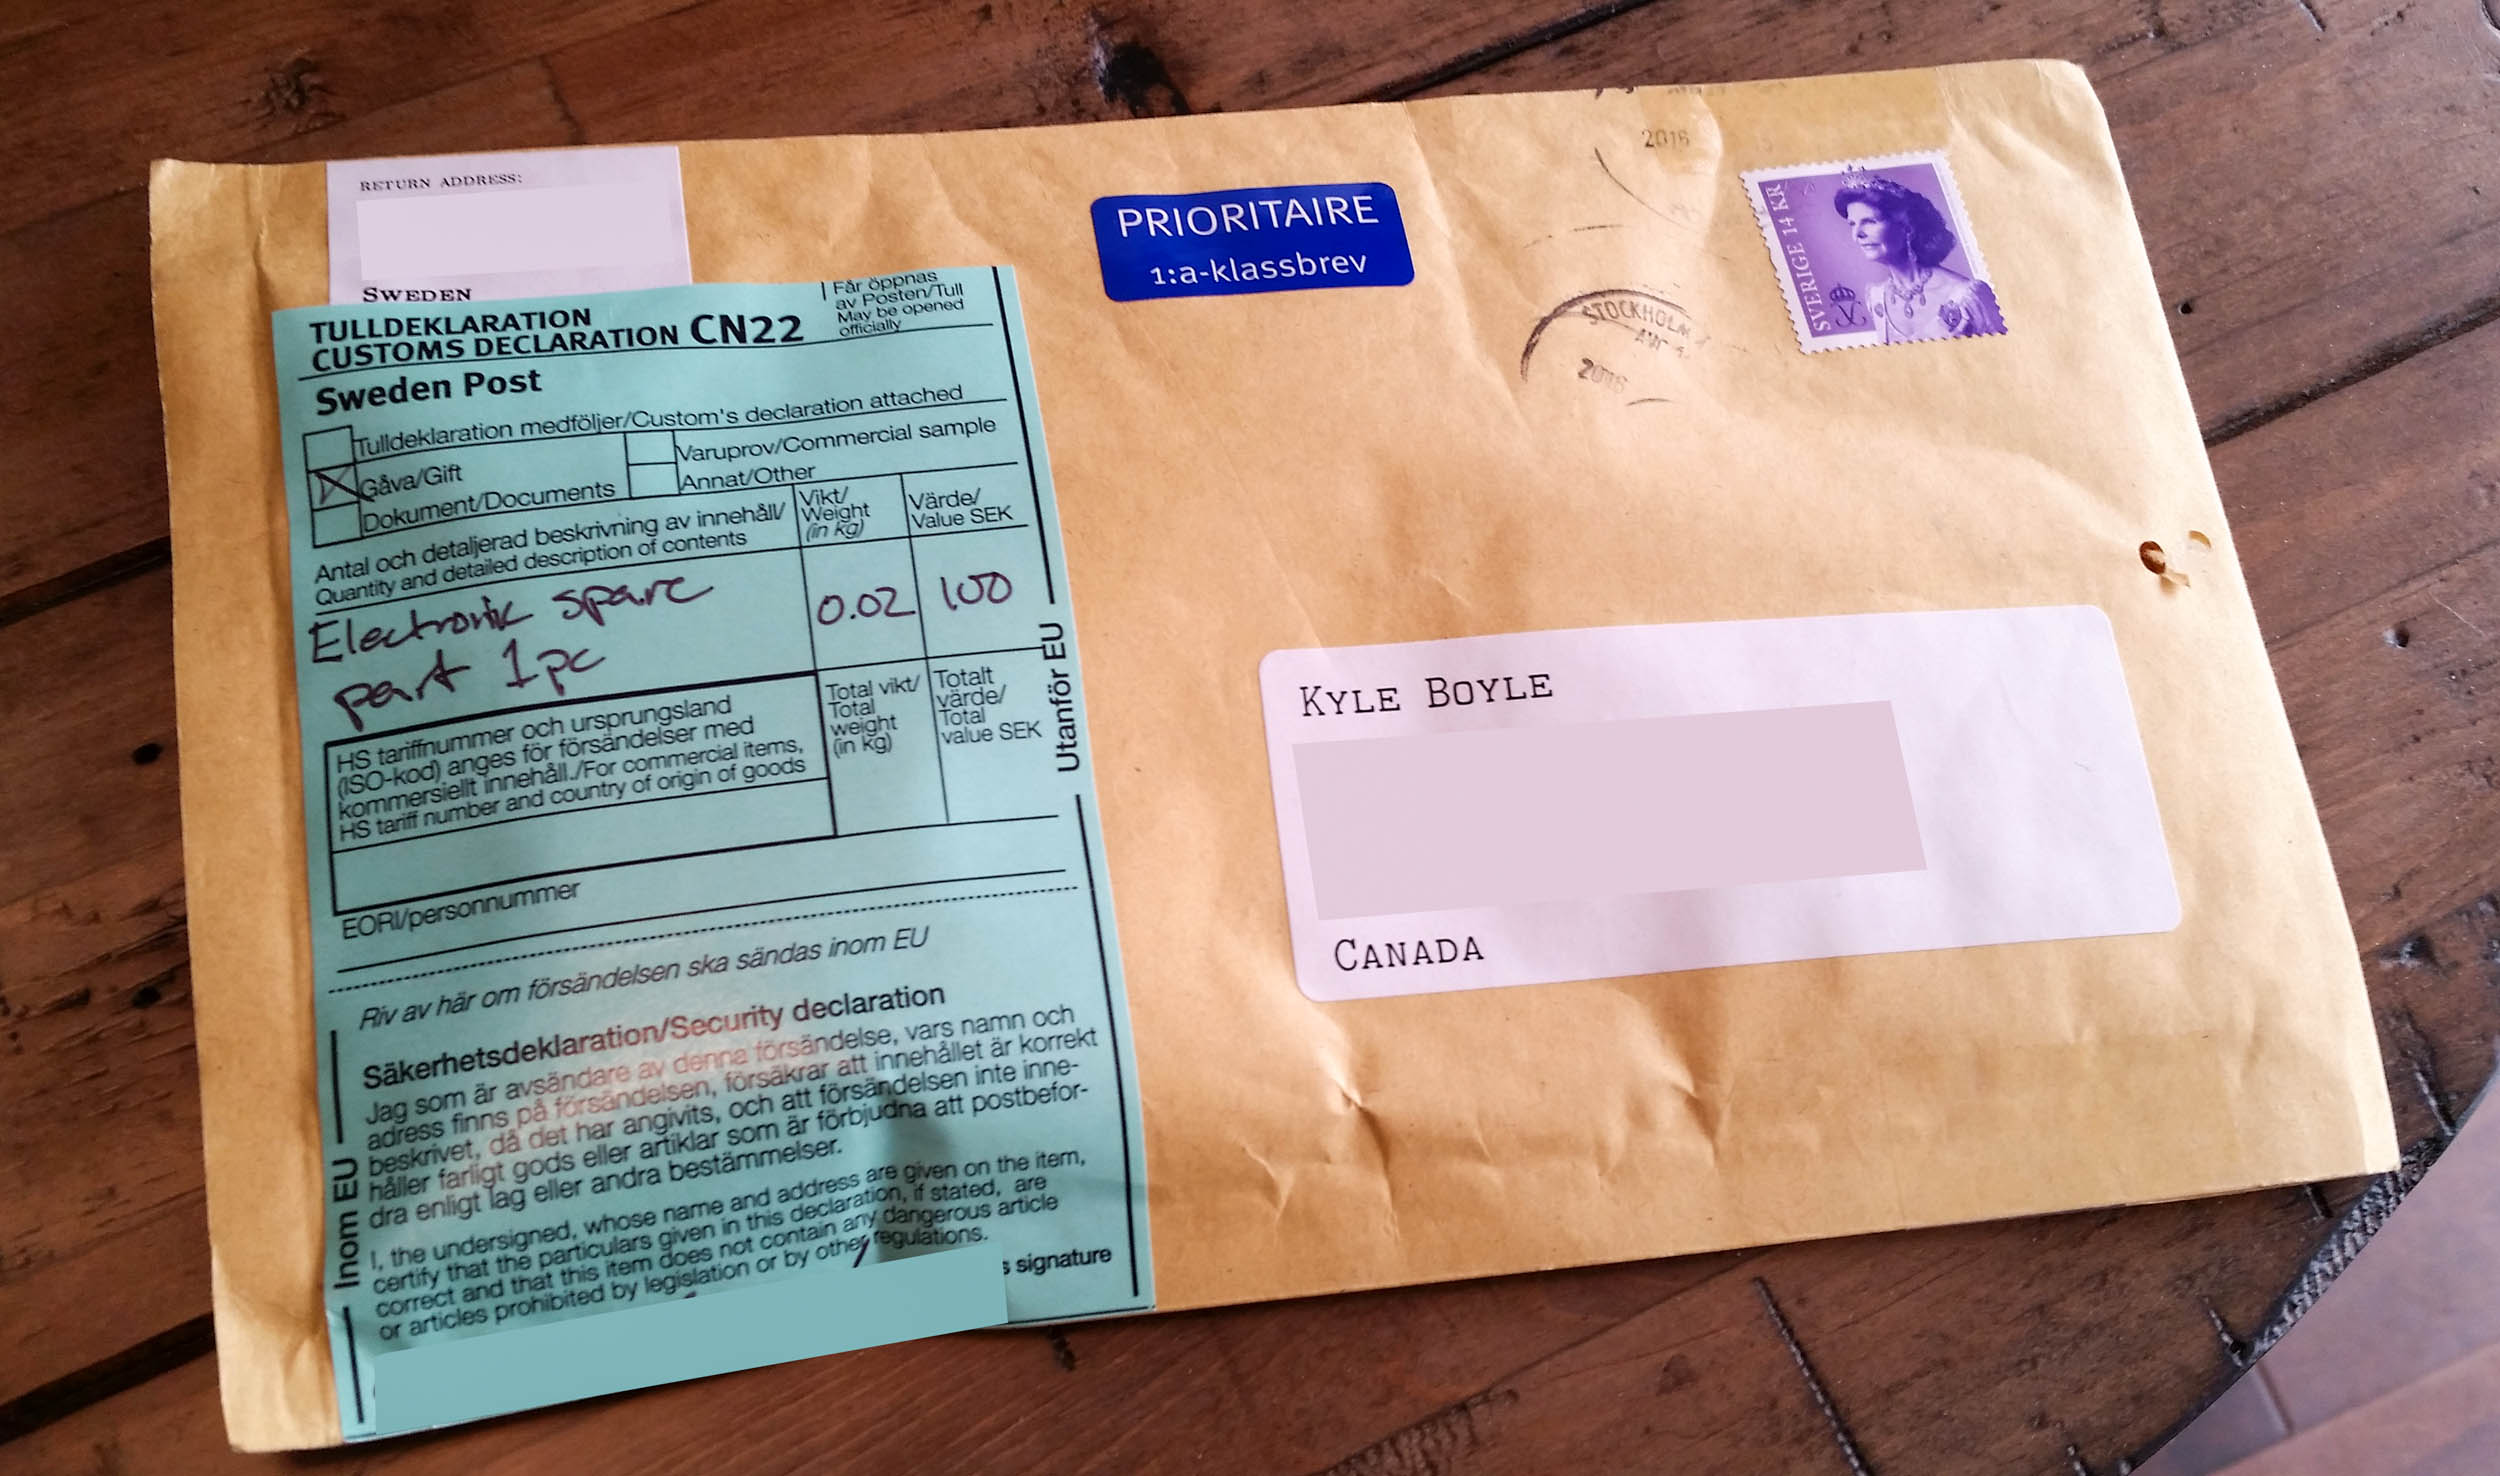 RETURN ADDRESS:
SWEDEN
TULLDEKLARATION
CUSTOMS DECLARATION CN22
Får öppnas
av Posten/Tull
May be opened
officially
Sweden Post
Tulldeklaration medföljer/Custom's declaration attached
Gåva/Gift
Varuprov/Commercial sample
Dokument/Documents
Annat/Other
Antal och detaljerad beskrivning av innehåll/
Quantity and detailed description of contents
Vikt/
Weight
(in kg)
Värde/
Value SEK
Electronic spare
part 1 pc
0.02
100
HS tariffnummer och ursprungsland
(ISO-kod) anges för försändelser med
kommersiellt innehåll./For commercial items,
HS tariff number and country of origin of goods
Total vikt/
Total
weight
(in kg)
Totalt
värde/
Total
value SEK
Utanför EU
EORI/personnummer
Riv av här om försändelsen ska sändas inom EU
Säkerhetsdeklaration/Security declaration
Jag som är avsändare av denna försändelse, vars namn och
adress finns på försändelsen, försäkrar att innehållet är korrekt
beskrivet, då det har angivits, och att försändelsen inte inne-
håller farligt gods eller artiklar som är förbjudna att postbefor-
dra enligt lag eller andra bestämmelser.
I, the undersigned, whose name and address are given on the item,
certify that the particulars given in this declaration, if stated, are
correct and that this item does not contain any dangerous article
or articles prohibited by legislation or by other regulations.
s signature
Inom EU
PRIORITAIRE
1:a-klassbrev
2016
STOCKHOLM
2016
SVERIGE 14 KR
KYLE BOYLE
CANADA